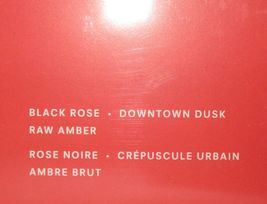 BLACK ROSE • DOWNTOWN DUSK
RAW AMBER
ROSE NOIRE • CRÉPUSCULE URBAIN
AMBRE BRUT